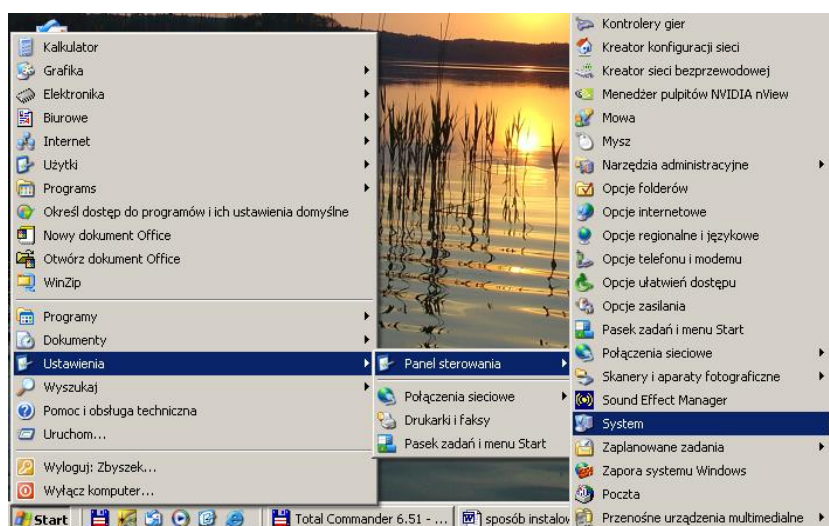 Kalkulator
Grafika
Elektronika
Biurowe
Internet
Użytki
Programs
Określ dostęp do programów i ich ustawienia domyślne
Nowy dokument Office
Otwórz dokument Office
WinZip
Programy
Dokumenty
Ustawienia
Wyszukaj
Pomoc i obsługa techniczna
Uruchom...
Wyloguj: Zbyszek...
Wyłącz komputer...
Panel sterowania
Połączenia sieciowe
Drukarki i faksy
Pasek zadań i menu Start
Kontrolery gier
Kreator konfiguracji sieci
Kreator sieci bezprzewodowej
Menedżer pulpitów NVIDIA nView
Mowa
Mysz
Narzędzia administracyjne
Opcje folderów
Opcje internetowe
Opcje regionalne i językowe
Opcje telefonu i modemu
Opcje ułatwień dostępu
Opcje zasilania
Pasek zadań i menu Start
Połączenia sieciowe
Skanery i aparaty fotograficzne
Sound Effect Manager
System
Zaplanowane zadania
Zapora systemu Windows
Poczta
Przenośne urządzenia multimedialne
Start
Total Commander 6.51 - ...
sposób instalow